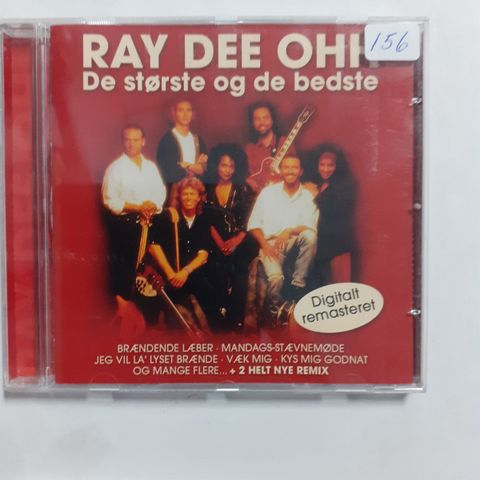 RAY DEE OHH
156
De største og de bedste
Digitalt
remasteret
BRÆNDENDE LÆBER · MANDAGS-STÆVNEMØDE
JEG VIL LA' LYSET BRÆNDE · VÆK MIG · KYS MIG GODNAT
OG MANGE FLERE... + 2 HELT NYE REMIX